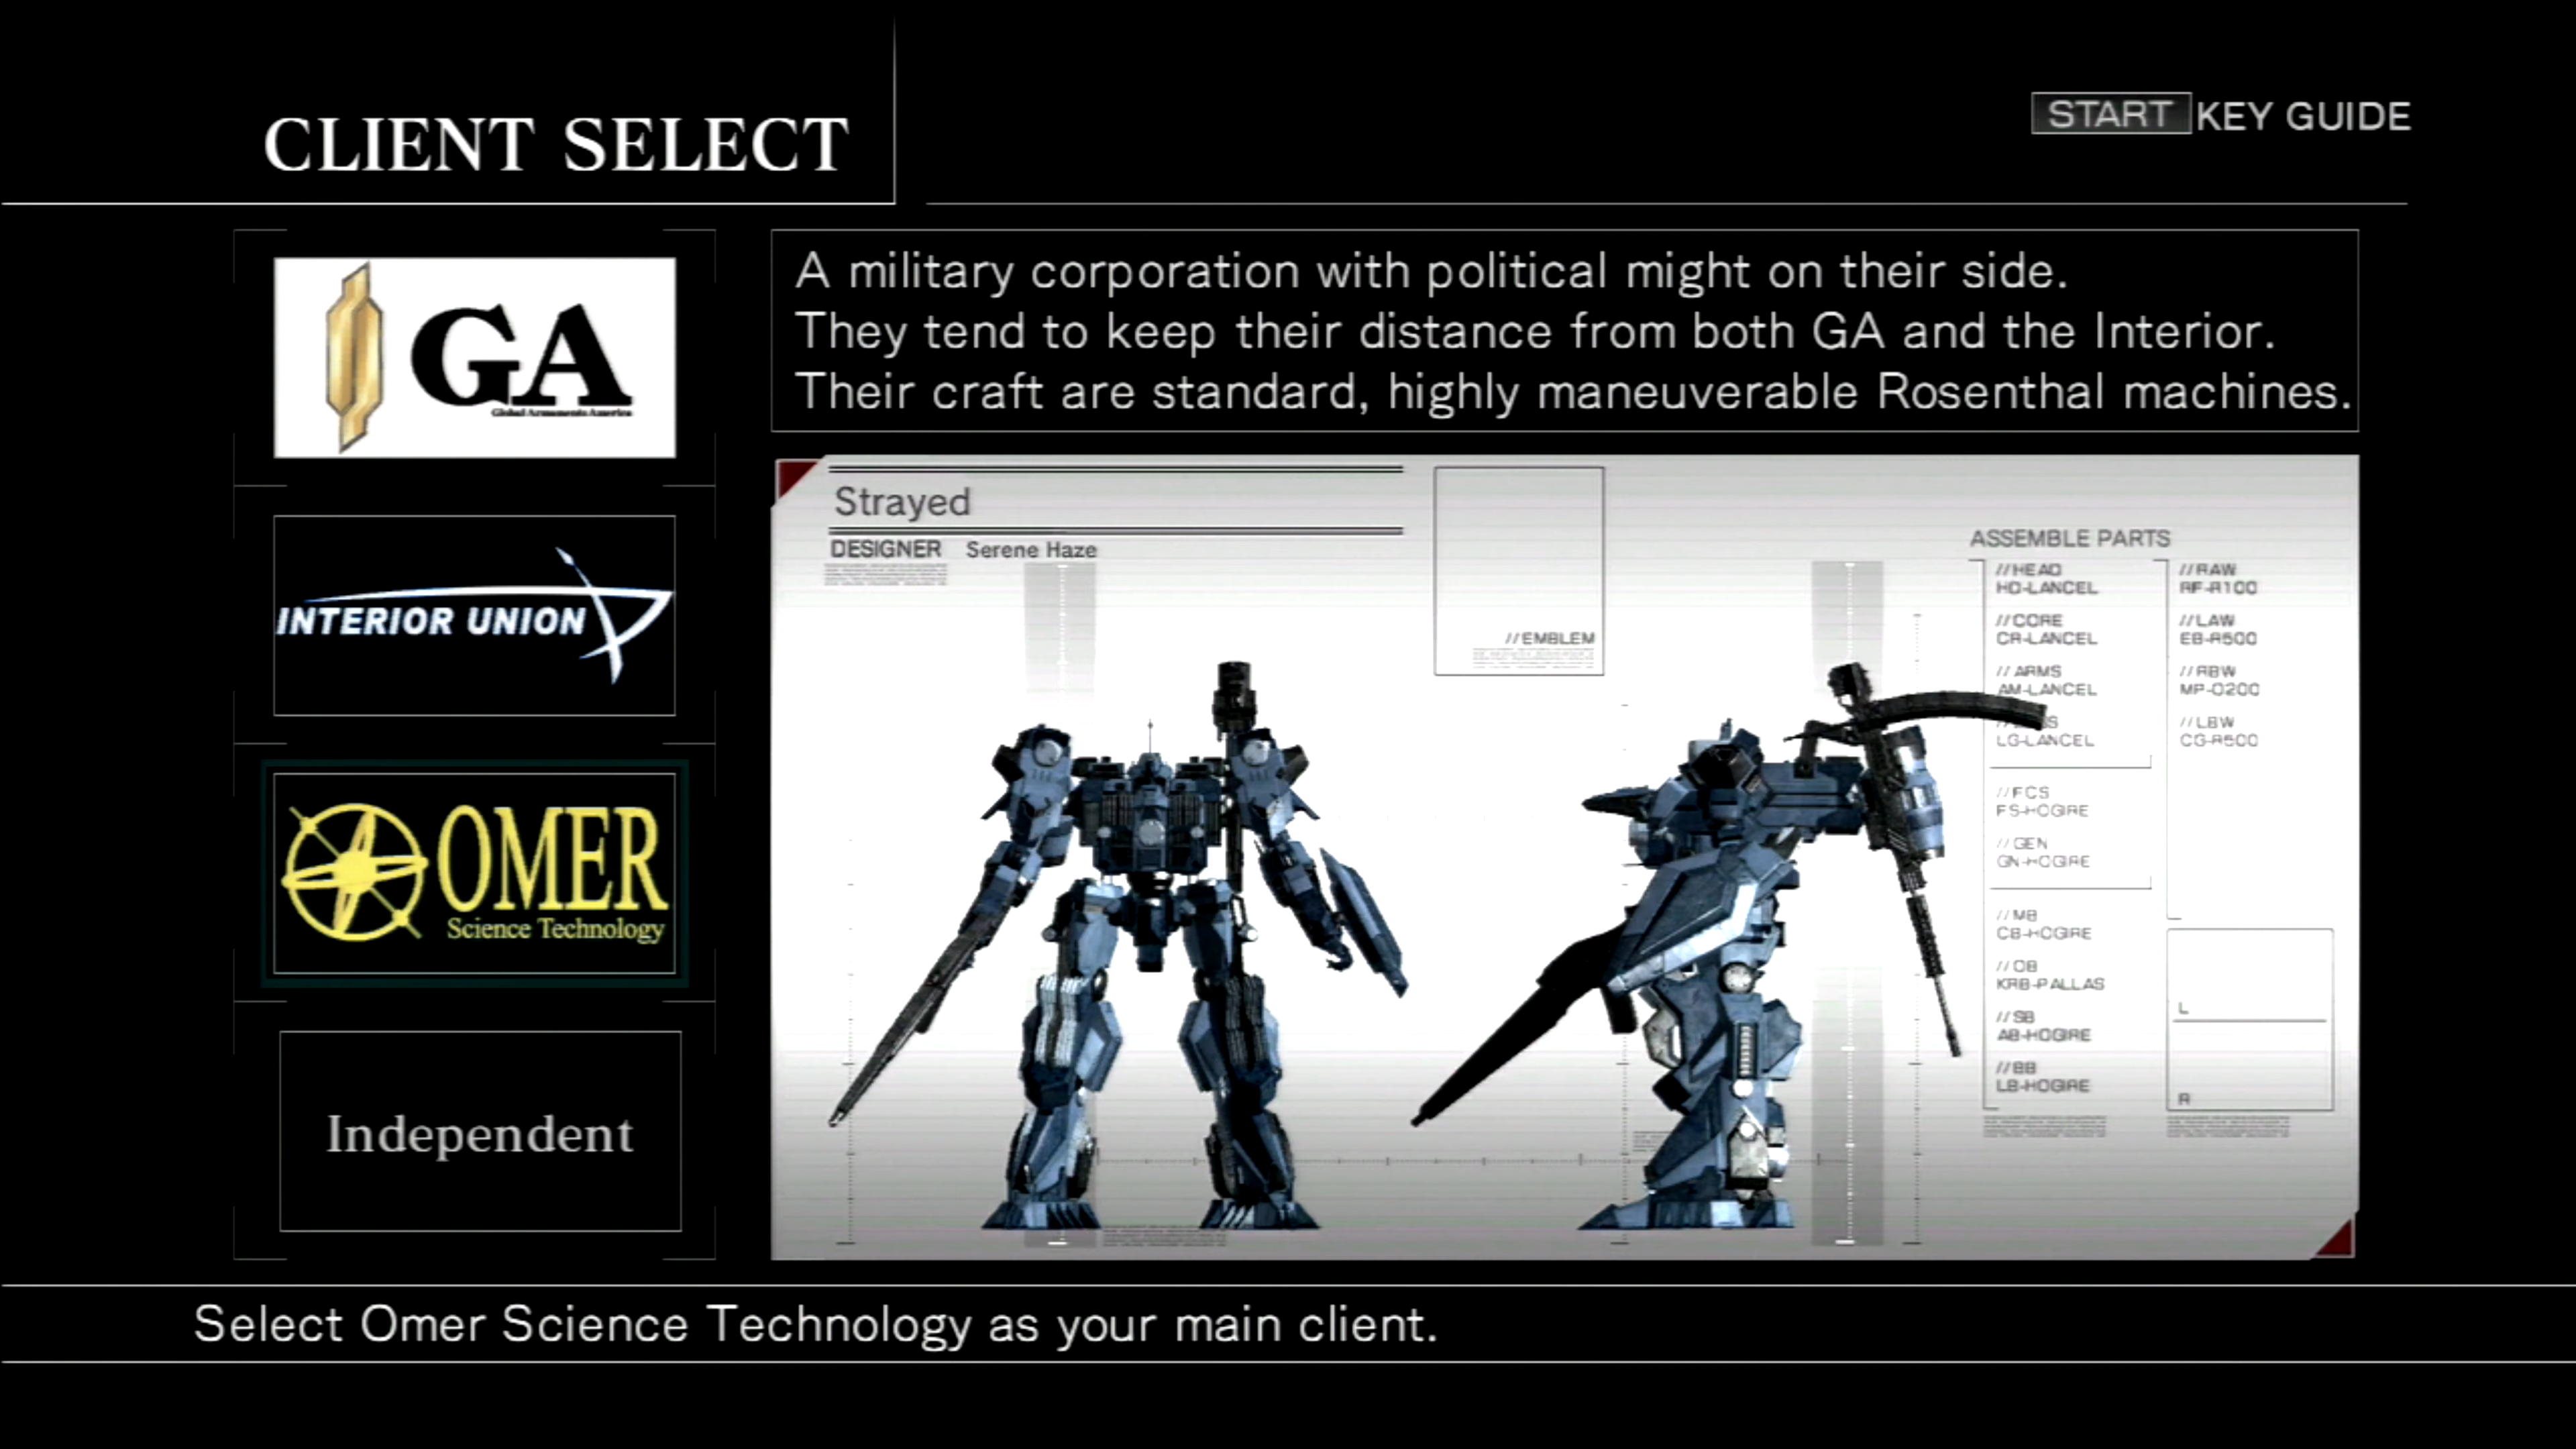 CLIENT SELECT
START KEY GUIDE
GA
Global Armaments America
INTERIOR UNION
OMER
Science Technology
Independent
A military corporation with political might on their side.
They tend to keep their distance from both GA and the Interior.
Their craft are standard, highly maneuverable Rosenthal machines.
Strayed
DESIGNER Serene Haze
//EMBLEM
ASSEMBLE PARTS
//HEAD
HD-LANCEL
//CORE
CR-LANCEL
//ARMS
AM-LANCEL
LG-LANCEL
//FCS
FS-HOGIRE
//GEN
GN-HOGIRE
//MB
CB-HOGIRE
//OB
KRB-PALLAS
//SB
AB-HOGIRE
//BB
LB-HOGIRE
//RAW
RF-R100
//LAW
EB-R500
//RBW
MP-O200
//LBW
CG-R500
L
R
Select Omer Science Technology as your main client.